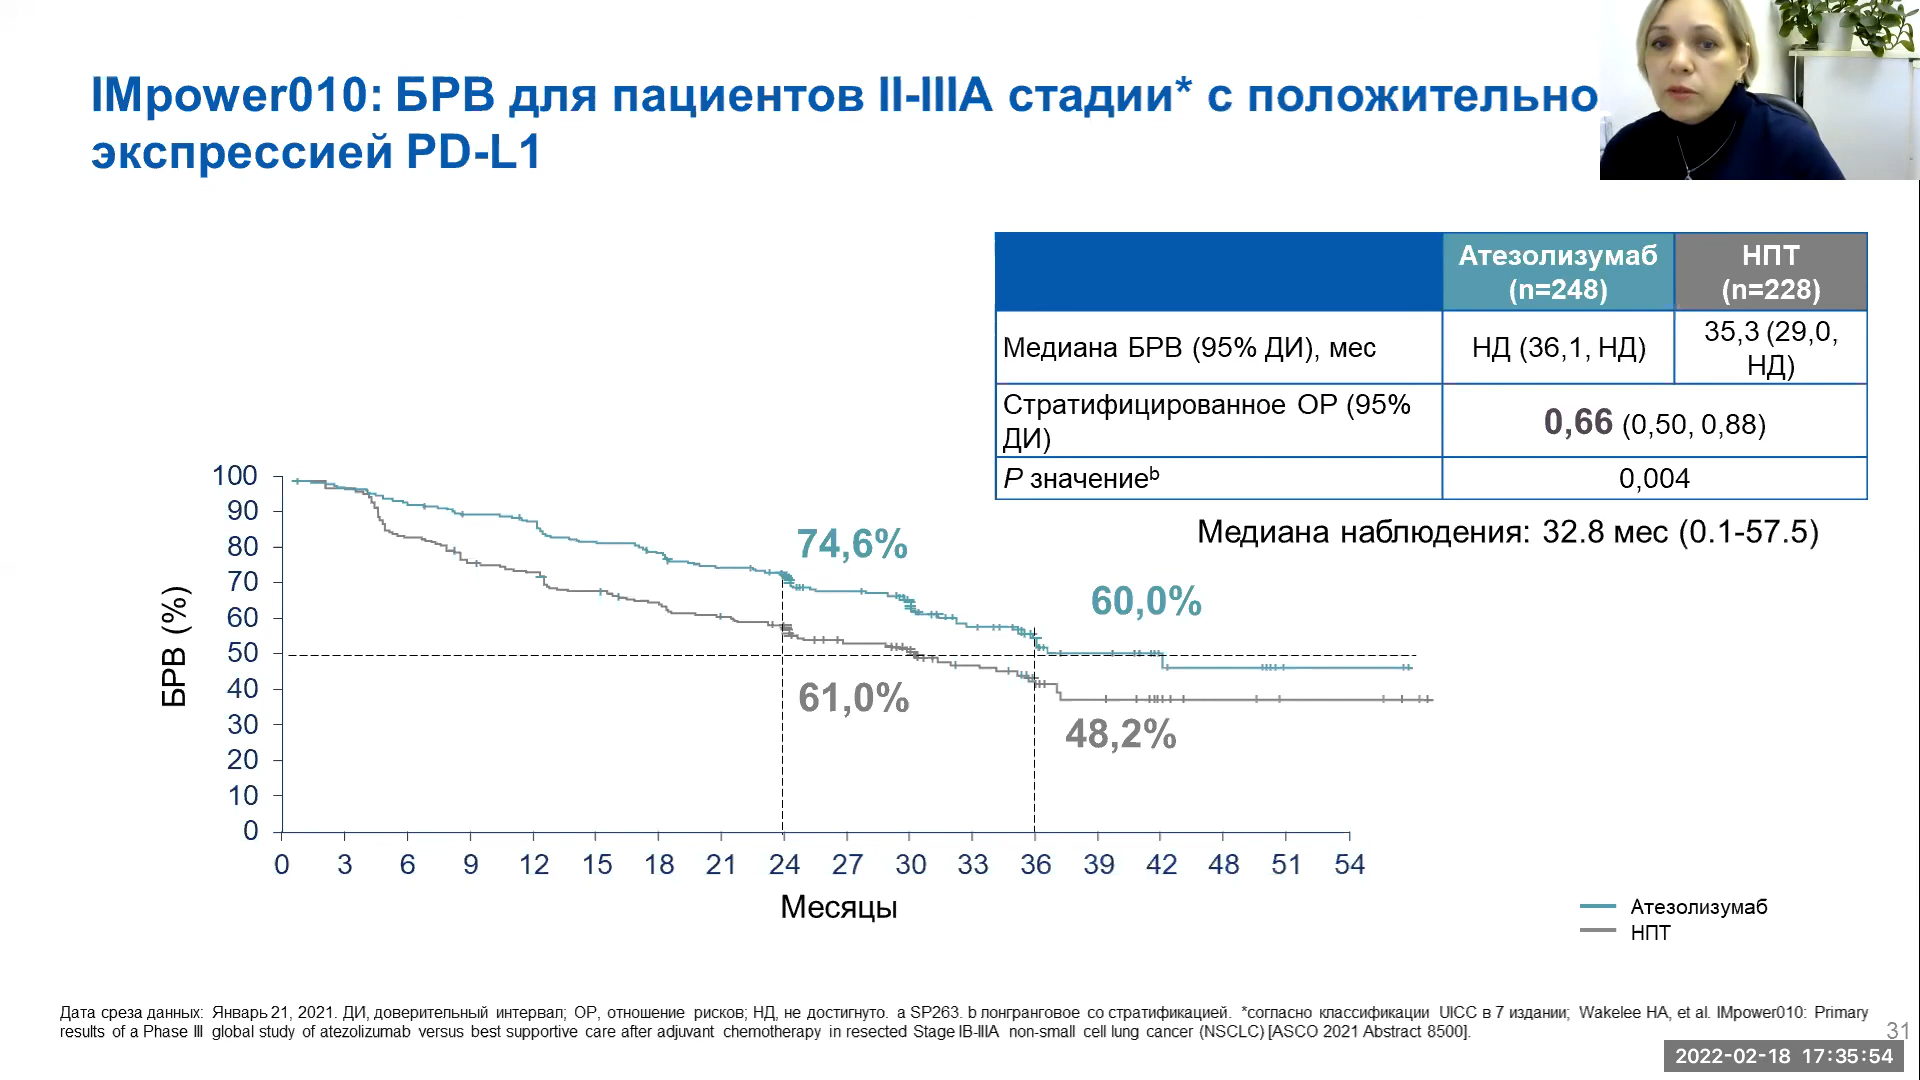 IMpower010: БРВ для пациентов II-IIIA стадии* с положительно
экспрессией PD-L1
Атезолизумаб
(n=248)
НПТ
(n=228)
Медиана БРВ (95% ДИ), мес
НД (36,1, НД)
35,3 (29,0,
НД)
Стратифицированное ОР (95%
ДИ)
0,66 (0,50, 0,88)
P значениеb
0,004
Медиана наблюдения: 32.8 мес (0.1-57.5)
БРВ (%)
100
90
80
70
60
50
40
30
20
10
0
74,6%
60,0%
61,0%
48,2%
0 3 6 9 12 15 18 21 24 27 30 33 36 39 42 48 51 54
Месяцы
Атезолизумаб
НПТ
Дата среза данных: Январь 21, 2021. ДИ, доверительный интервал; ОР, отношение рисков; НД, не достигнуто. a SP263. b лонгранговое со стратификацией. *согласно классификации UICC в 7 издании; Wakelee HA, et al. IMpower010: Primary
results of a Phase III global study of atezolizumab versus best supportive care after adjuvant chemotherapy in resected Stage IB-IIIA non-small cell lung cancer (NSCLC) [ASCO 2021 Abstract 8500].
31
2022-02-18 17:35:54